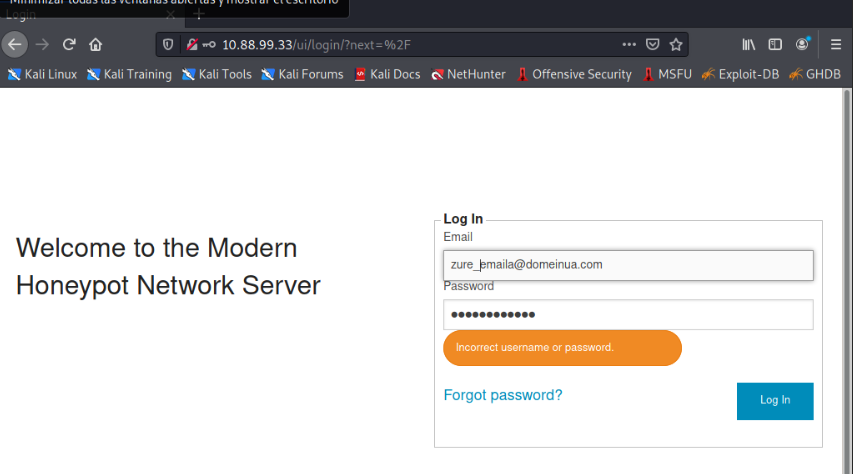 Minimizar todas las ventanas abiertas y mostrar el escritorio
Login
10.88.99.33/ui/login/?next=%2F
Kali Linux Kali Training Kali Tools Kali Forums Kali Docs NetHunter Offensive Security MSFU Exploit-DB GHDB
Welcome to the Modern
Honeypot Network Server
Log In
Email
zure_emaila@domeinua.com
Password
●●●●●●●●●●●●
Incorrect username or password.
Forgot password?
Log In